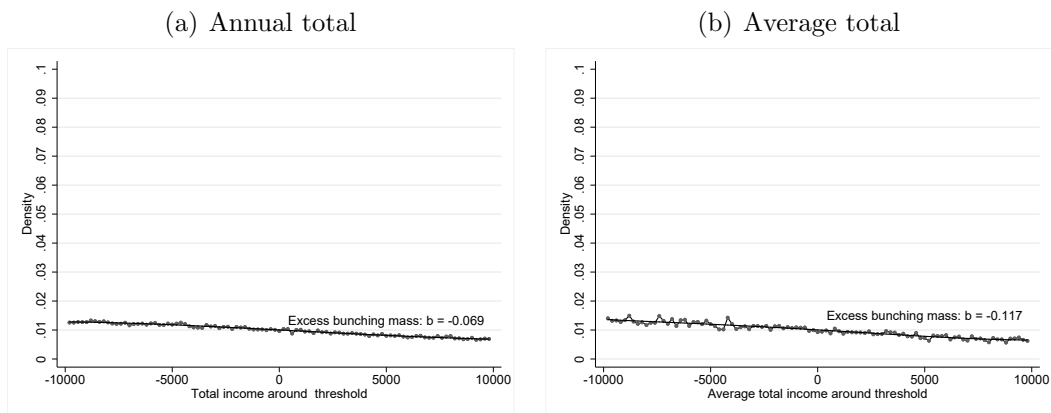 (a) Annual total
.1
.09
.08
.07
.06
.05
.04
.03
.02
.01
0
Density
Excess bunching mass: b = -0.069
-10000 -5000 0 5000 10000
Total income around threshold
(b) Average total
.1
.09
.08
.07
.06
.05
.04
.03
.02
.01
0
Density
Excess bunching mass: b = -0.117
-10000 -5000 0 5000 10000
Average total income around threshold